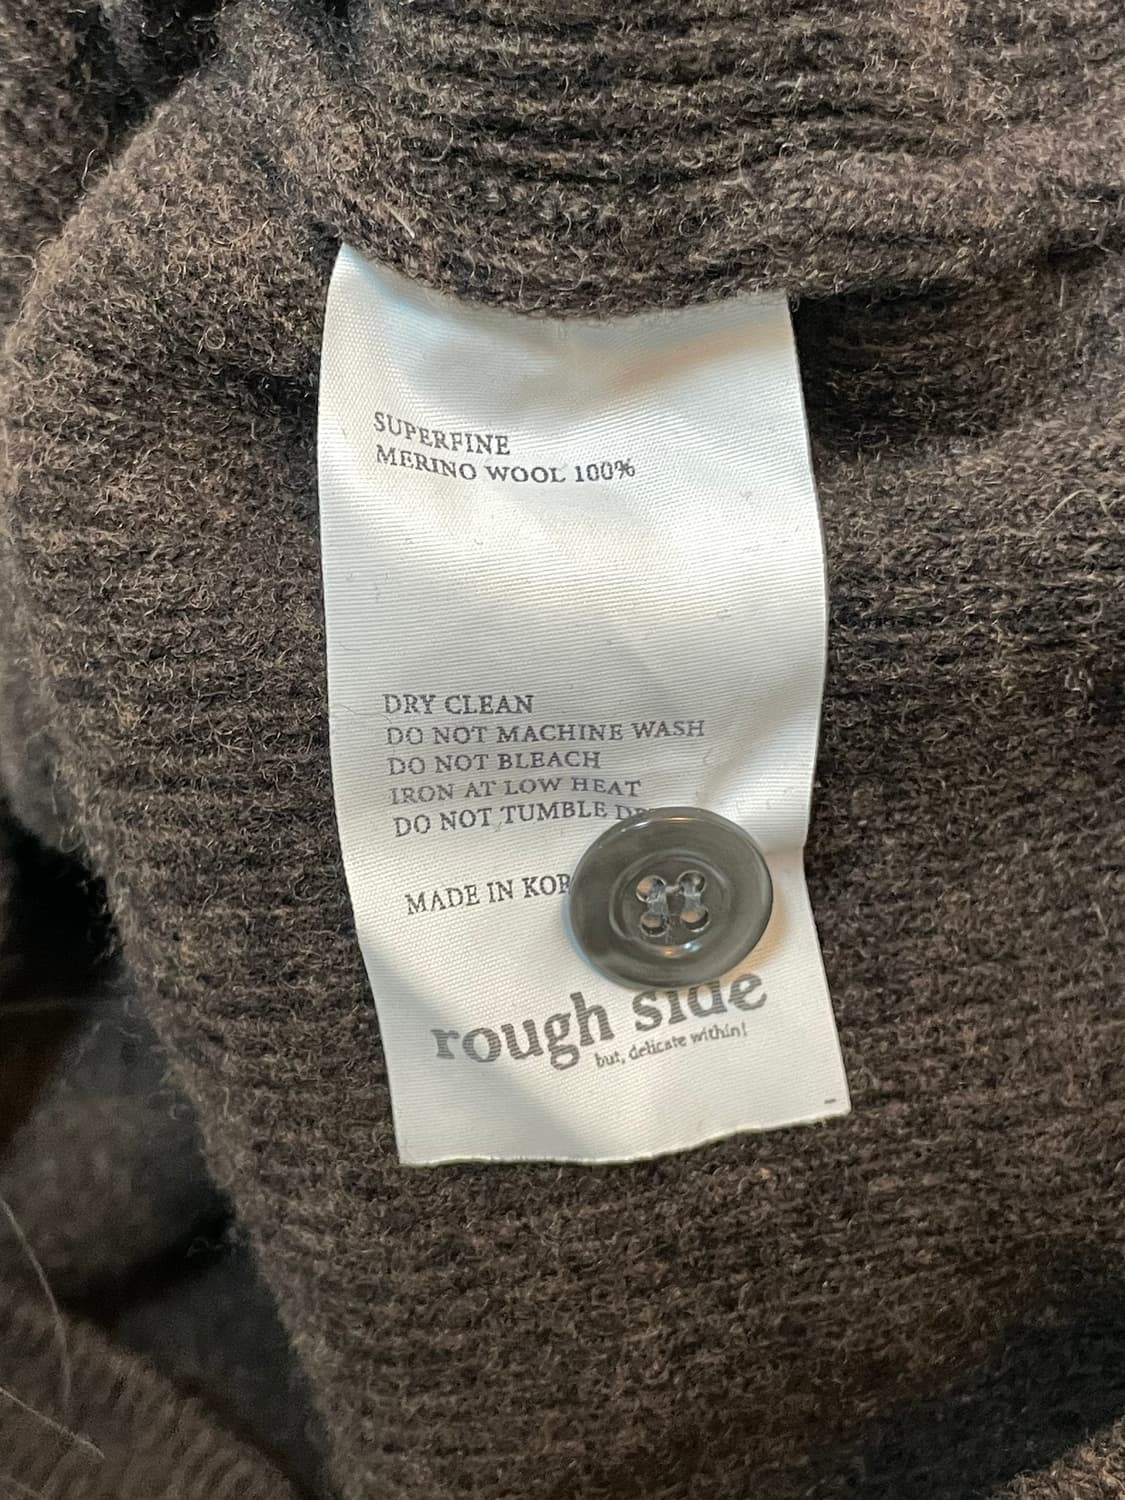 SUPERFINE
MERINO WOOL 100%
DRY CLEAN
DO NOT MACHINE WASH
DO NOT BLEACH
IRON AT LOW HEAT
DO NOT TUMBLE
MADE IN
rough side
but, delicate within!